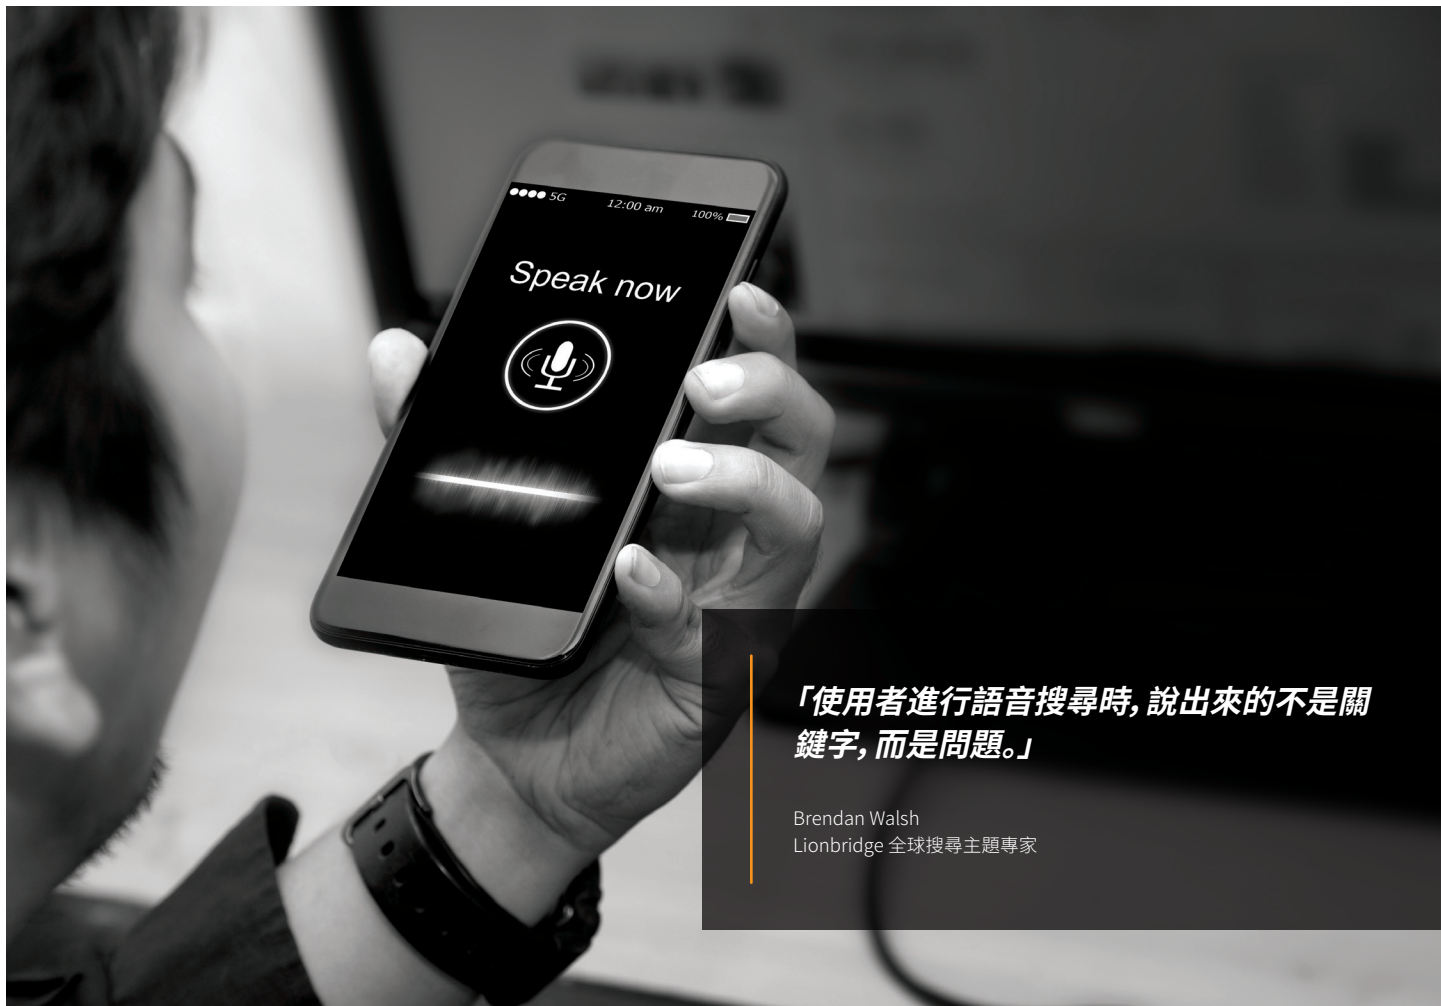 ●●●● 5G 12:00 am 100%
Speak now
「使用者進行語音搜尋時，說出來的不是關
鍵字，而是問題。」
Brendan Walsh
Lionbridge 全球搜尋主題專家